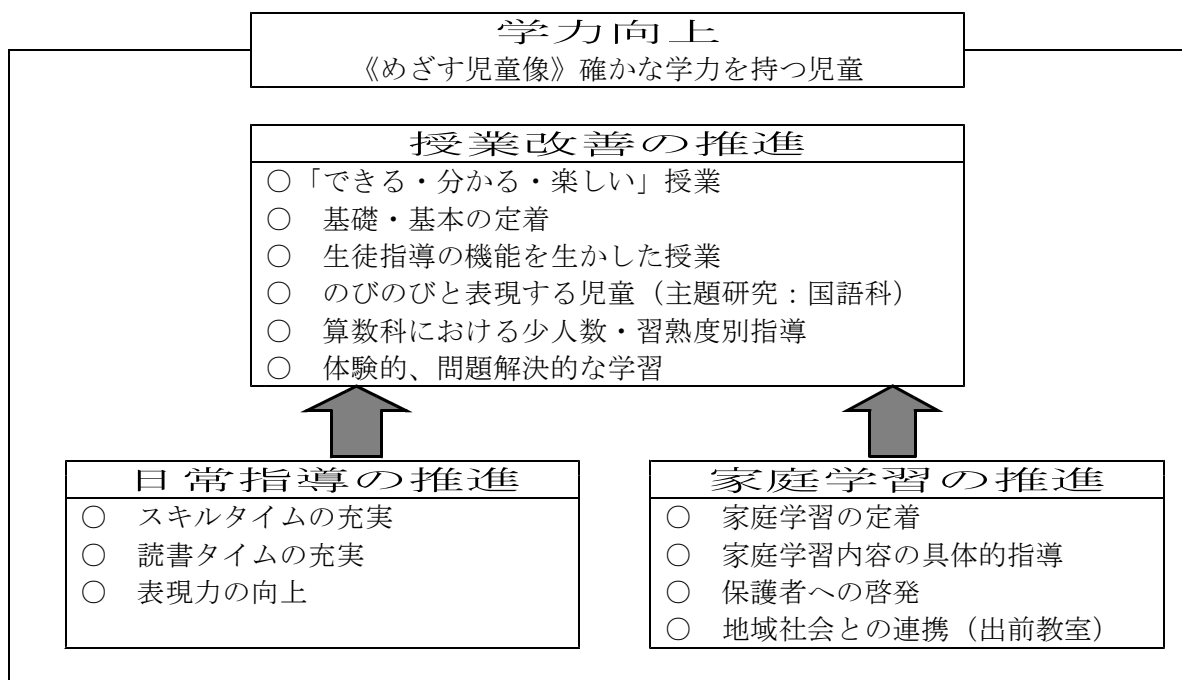 学力向上
《めざす児童像》確かな学力を持つ児童
授業改善の推進
○「できる・分かる・楽しい」授業
○ 基礎・基本の定着
○ 生徒指導の機能を生かした授業
○ のびのびと表現する児童（主題研究：国語科）
○ 算数科における少人数・習熟度別指導
○ 体験的、問題解決的な学習
日常指導の推進
○ スキルタイムの充実
○ 読書タイムの充実
○ 表現力の向上
家庭学習の推進
○ 家庭学習の定着
○ 家庭学習内容の具体的指導
○ 保護者への啓発
○ 地域社会との連携（出前教室）